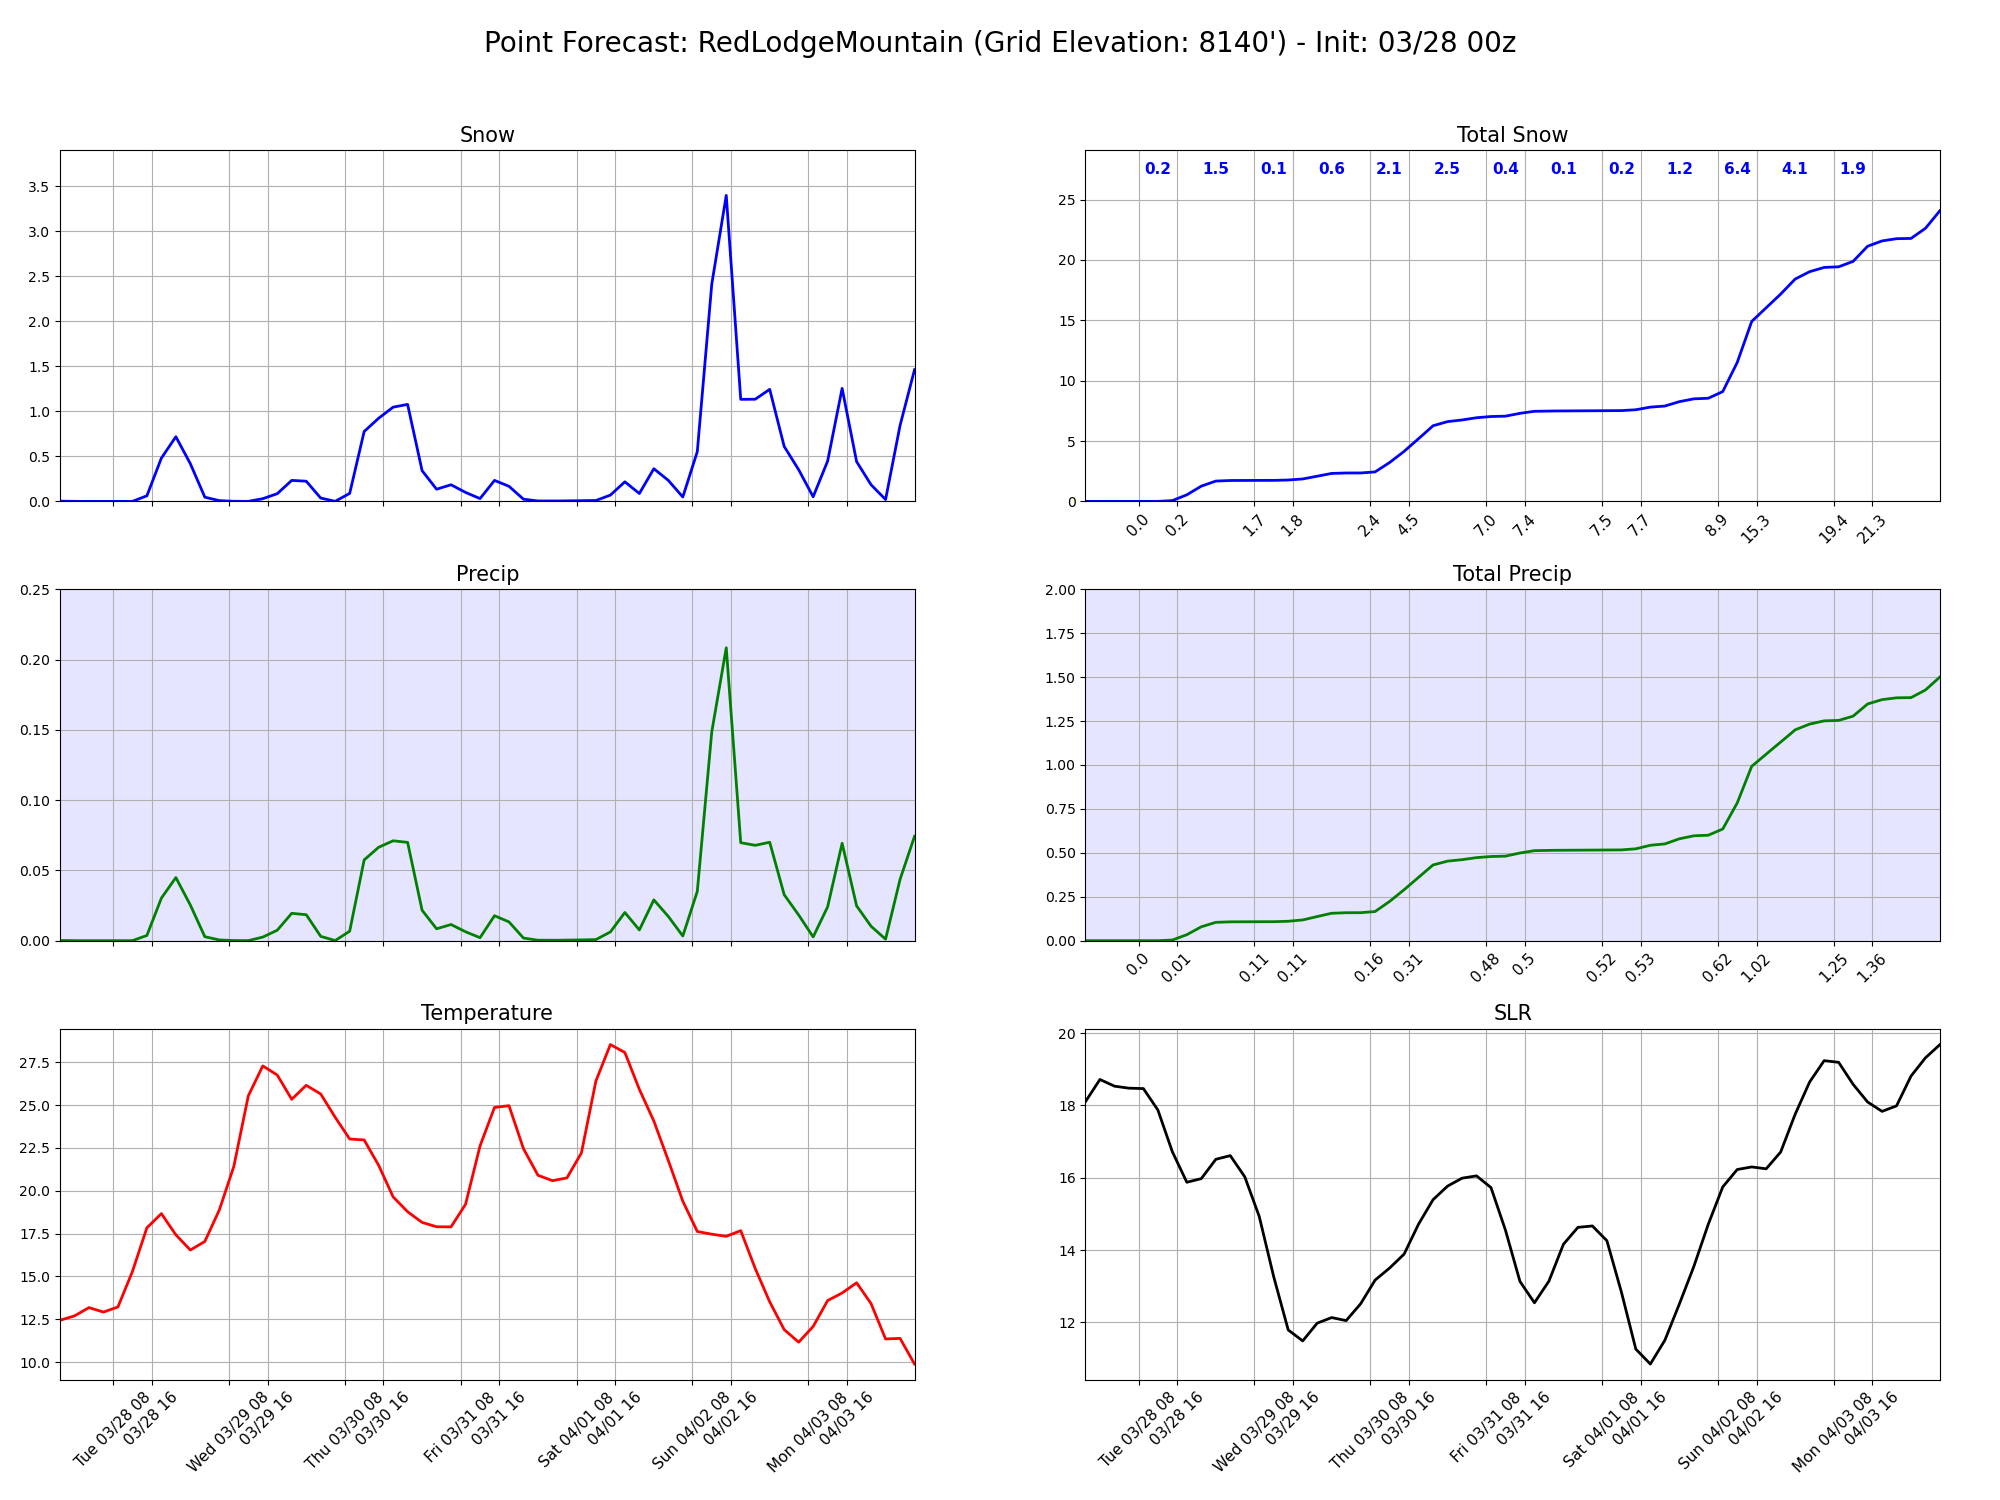 Point Forecast: RedLodgeMountain (Grid Elevation: 8140') - Init: 03/28 00z
Snow
3.5
3.0
2.5
2.0
1.5
1.0
0.5
0.0
Total Snow
0.2 1.5 0.1 0.6 2.1 2.5 0.4 0.1 0.2 1.2 6.4 4.1 1.9
25
20
15
10
5
0
0.0 0.2 1.7 1.8 2.4 4.5 7.0 7.4 7.5 7.7 8.9 15.3 19.4 21.3
Precip
0.25
0.20
0.15
0.10
0.05
0.00
Total Precip
2.00
1.75
1.50
1.25
1.00
0.75
0.50
0.25
0.00
0.0 0.01 0.11 0.11 0.16 0.31 0.48 0.5 0.52 0.53 0.62 1.02 1.25 1.36
Temperature
27.5
25.0
22.5
20.0
17.5
15.0
12.5
10.0
Tue 03/28 08
03/28 16
Wed 03/29 08
03/29 16
Thu 03/30 08
03/30 16
Fri 03/31 08
03/31 16
Sat 04/01 08
04/01 16
Sun 04/02 08
04/02 16
Mon 04/03 08
04/03 16
SLR
20
18
16
14
12
Tue 03/28 08
03/28 16
Wed 03/29 08
03/29 16
Thu 03/30 08
03/30 16
Fri 03/31 08
03/31 16
Sat 04/01 08
04/01 16
Sun 04/02 08
04/02 16
Mon 04/03 08
04/03 16